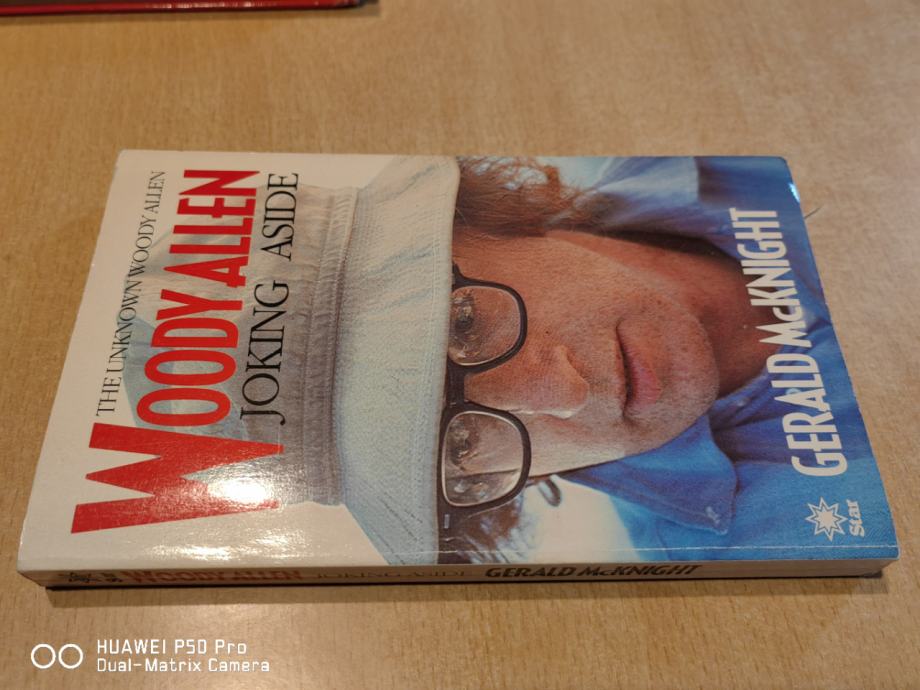 THE UNKNOWN WOODY ALLEN
WOODY ALLEN
JOKING ASIDE
GERALD McKNIGHT
Star
WOODY ALLEN JOKING ASIDE GERALD McKNIGHT
HUAWEI P50 Pro
Dual-Matrix Camera